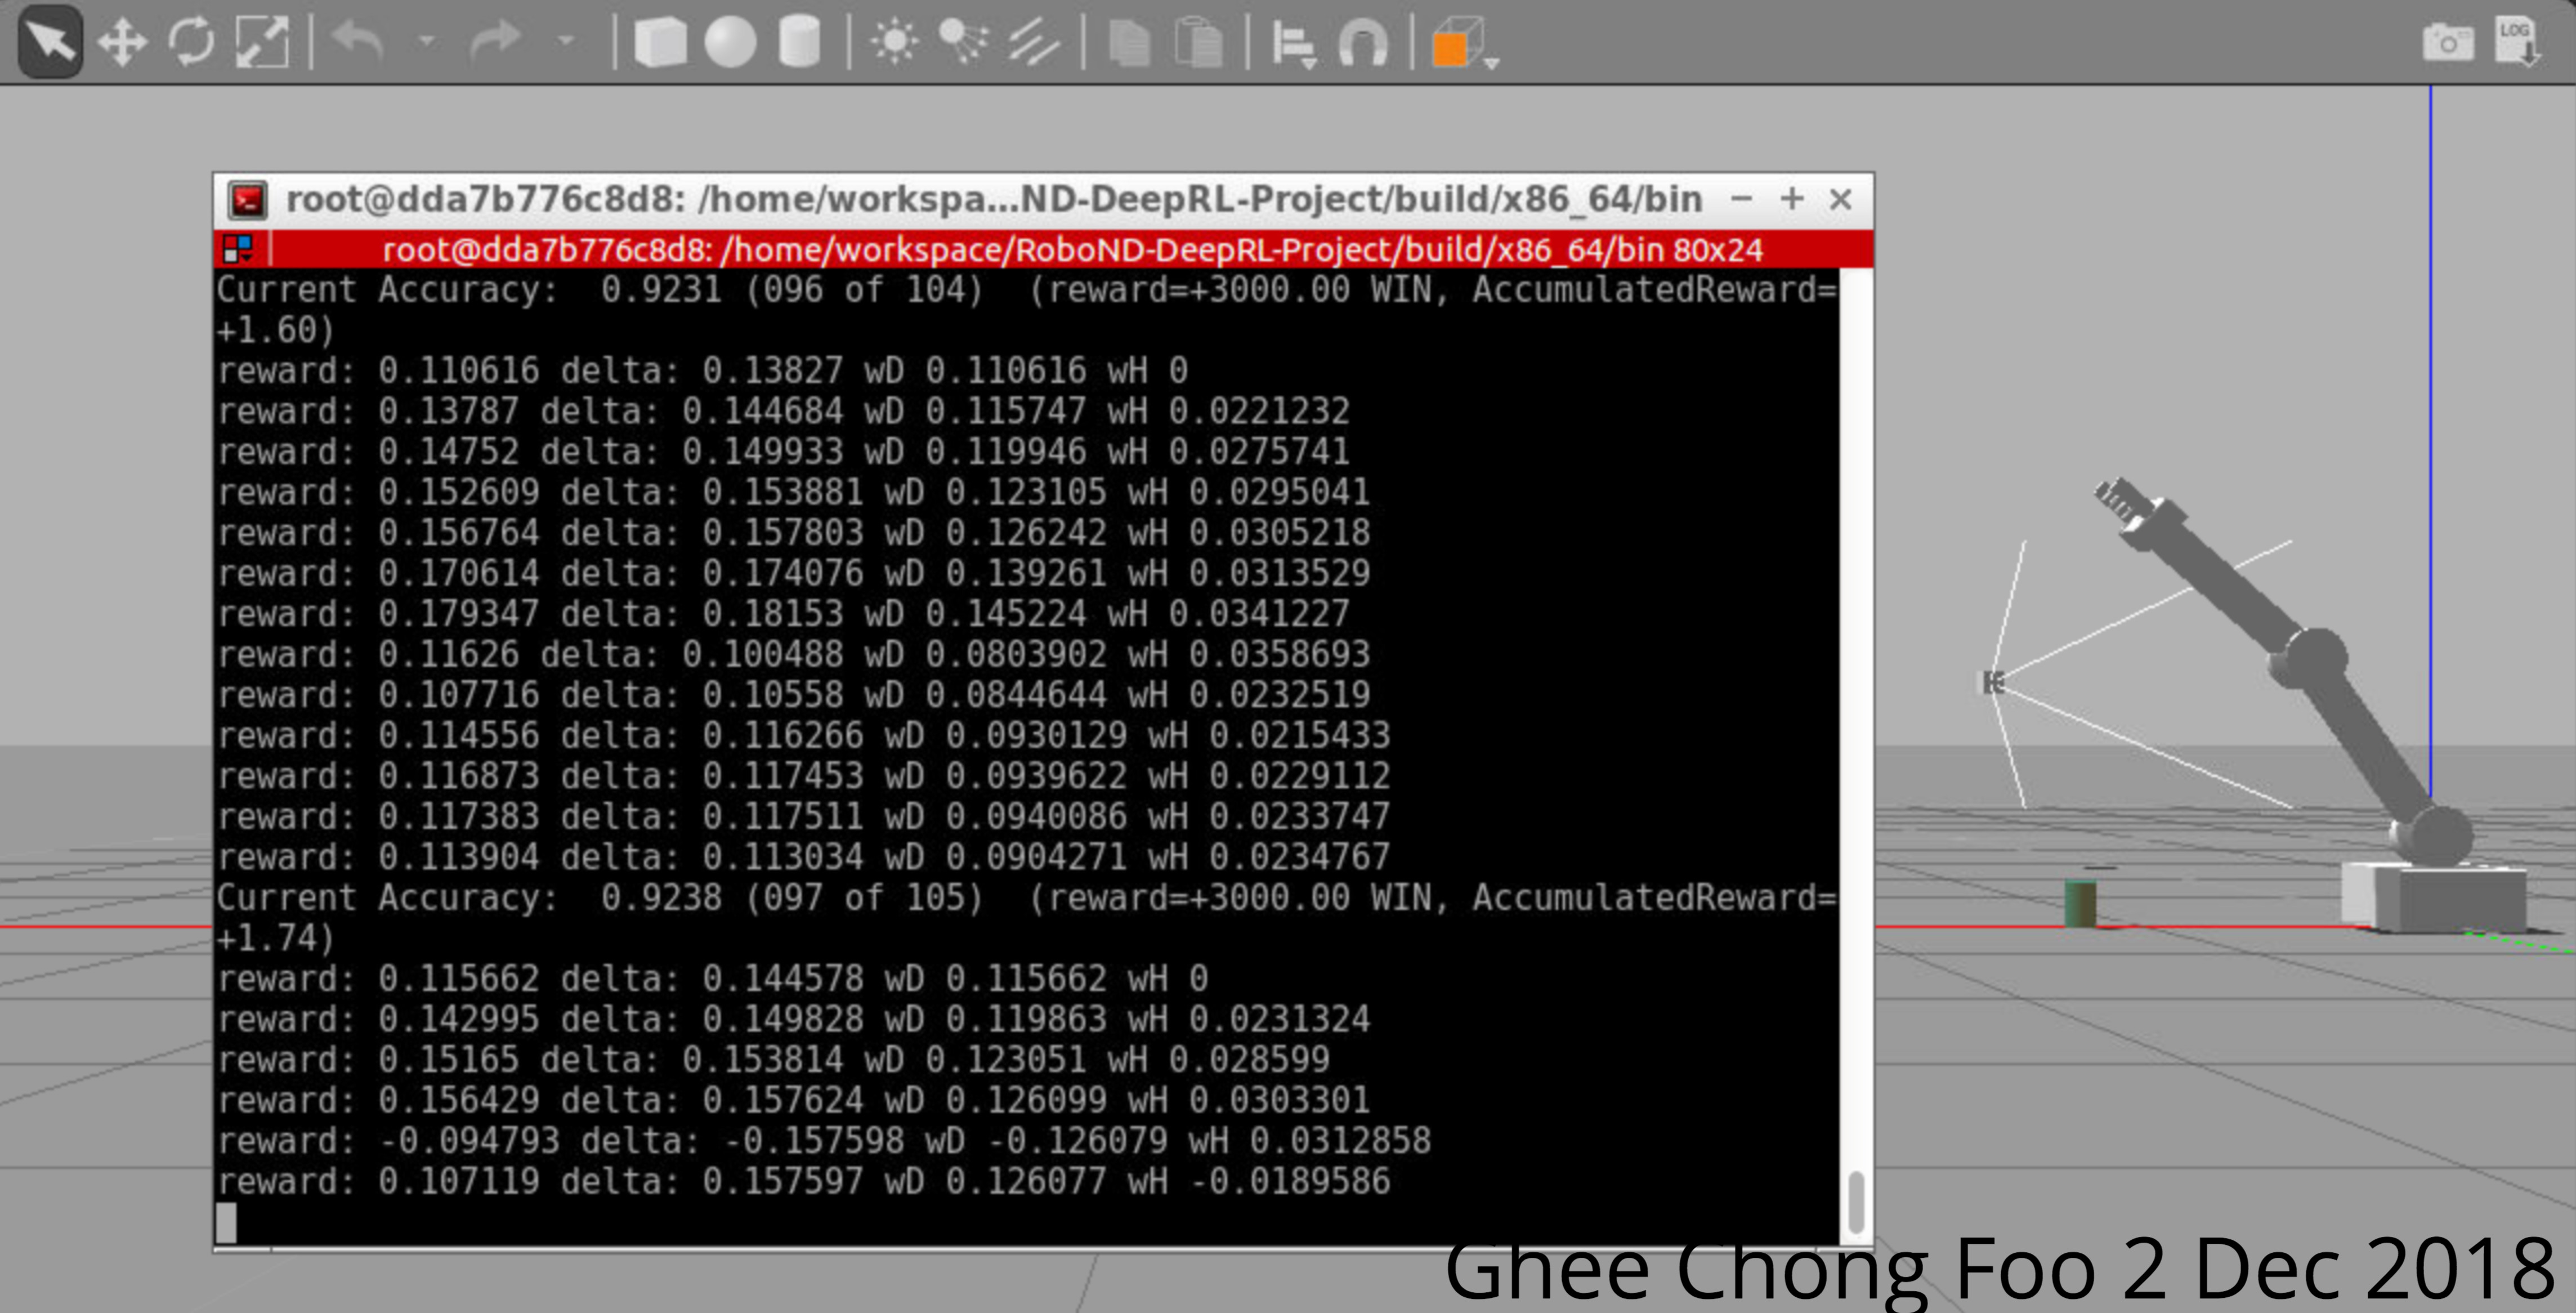 LOG
root@dda7b776c8d8: /home/workspa...ND-DeepRL-Project/build/x86_64/bin
root@dda7b776c8d8: /home/workspace/RoboND-DeepRL-Project/build/x86_64/bin 80x24
Current Accuracy:  0.9231 (096 of 104)  (reward=+3000.00 WIN, AccumulatedReward=
+1.60)
reward: 0.110616 delta: 0.13827 wD 0.110616 wH 0
reward: 0.13787 delta: 0.144684 wD 0.115747 wH 0.0221232
reward: 0.14752 delta: 0.149933 wD 0.119946 wH 0.0275741
reward: 0.152609 delta: 0.153881 wD 0.123105 wH 0.0295041
reward: 0.156764 delta: 0.157803 wD 0.126242 wH 0.0305218
reward: 0.170614 delta: 0.174076 wD 0.139261 wH 0.0313529
reward: 0.179347 delta: 0.18153 wD 0.145224 wH 0.0341227
reward: 0.11626 delta: 0.100488 wD 0.0803902 wH 0.0358693
reward: 0.107716 delta: 0.10558 wD 0.0844644 wH 0.0232519
reward: 0.114556 delta: 0.116266 wD 0.0930129 wH 0.0215433
reward: 0.116873 delta: 0.117453 wD 0.0939622 wH 0.0229112
reward: 0.117383 delta: 0.117511 wD 0.0940086 wH 0.0233747
reward: 0.113904 delta: 0.113034 wD 0.0904271 wH 0.0234767
Current Accuracy:  0.9238 (097 of 105)  (reward=+3000.00 WIN, AccumulatedReward=
+1.74)
reward: 0.115662 delta: 0.144578 wD 0.115662 wH 0
reward: 0.142995 delta: 0.149828 wD 0.119863 wH 0.0231324
reward: 0.15165 delta: 0.153814 wD 0.123051 wH 0.028599
reward: 0.156429 delta: 0.157624 wD 0.126099 wH 0.0303301
reward: -0.094793 delta: -0.157598 wD -0.126079 wH 0.0312858
reward: 0.107119 delta: 0.157597 wD 0.126077 wH -0.0189586
Ghee Chong Foo 2 Dec 2018